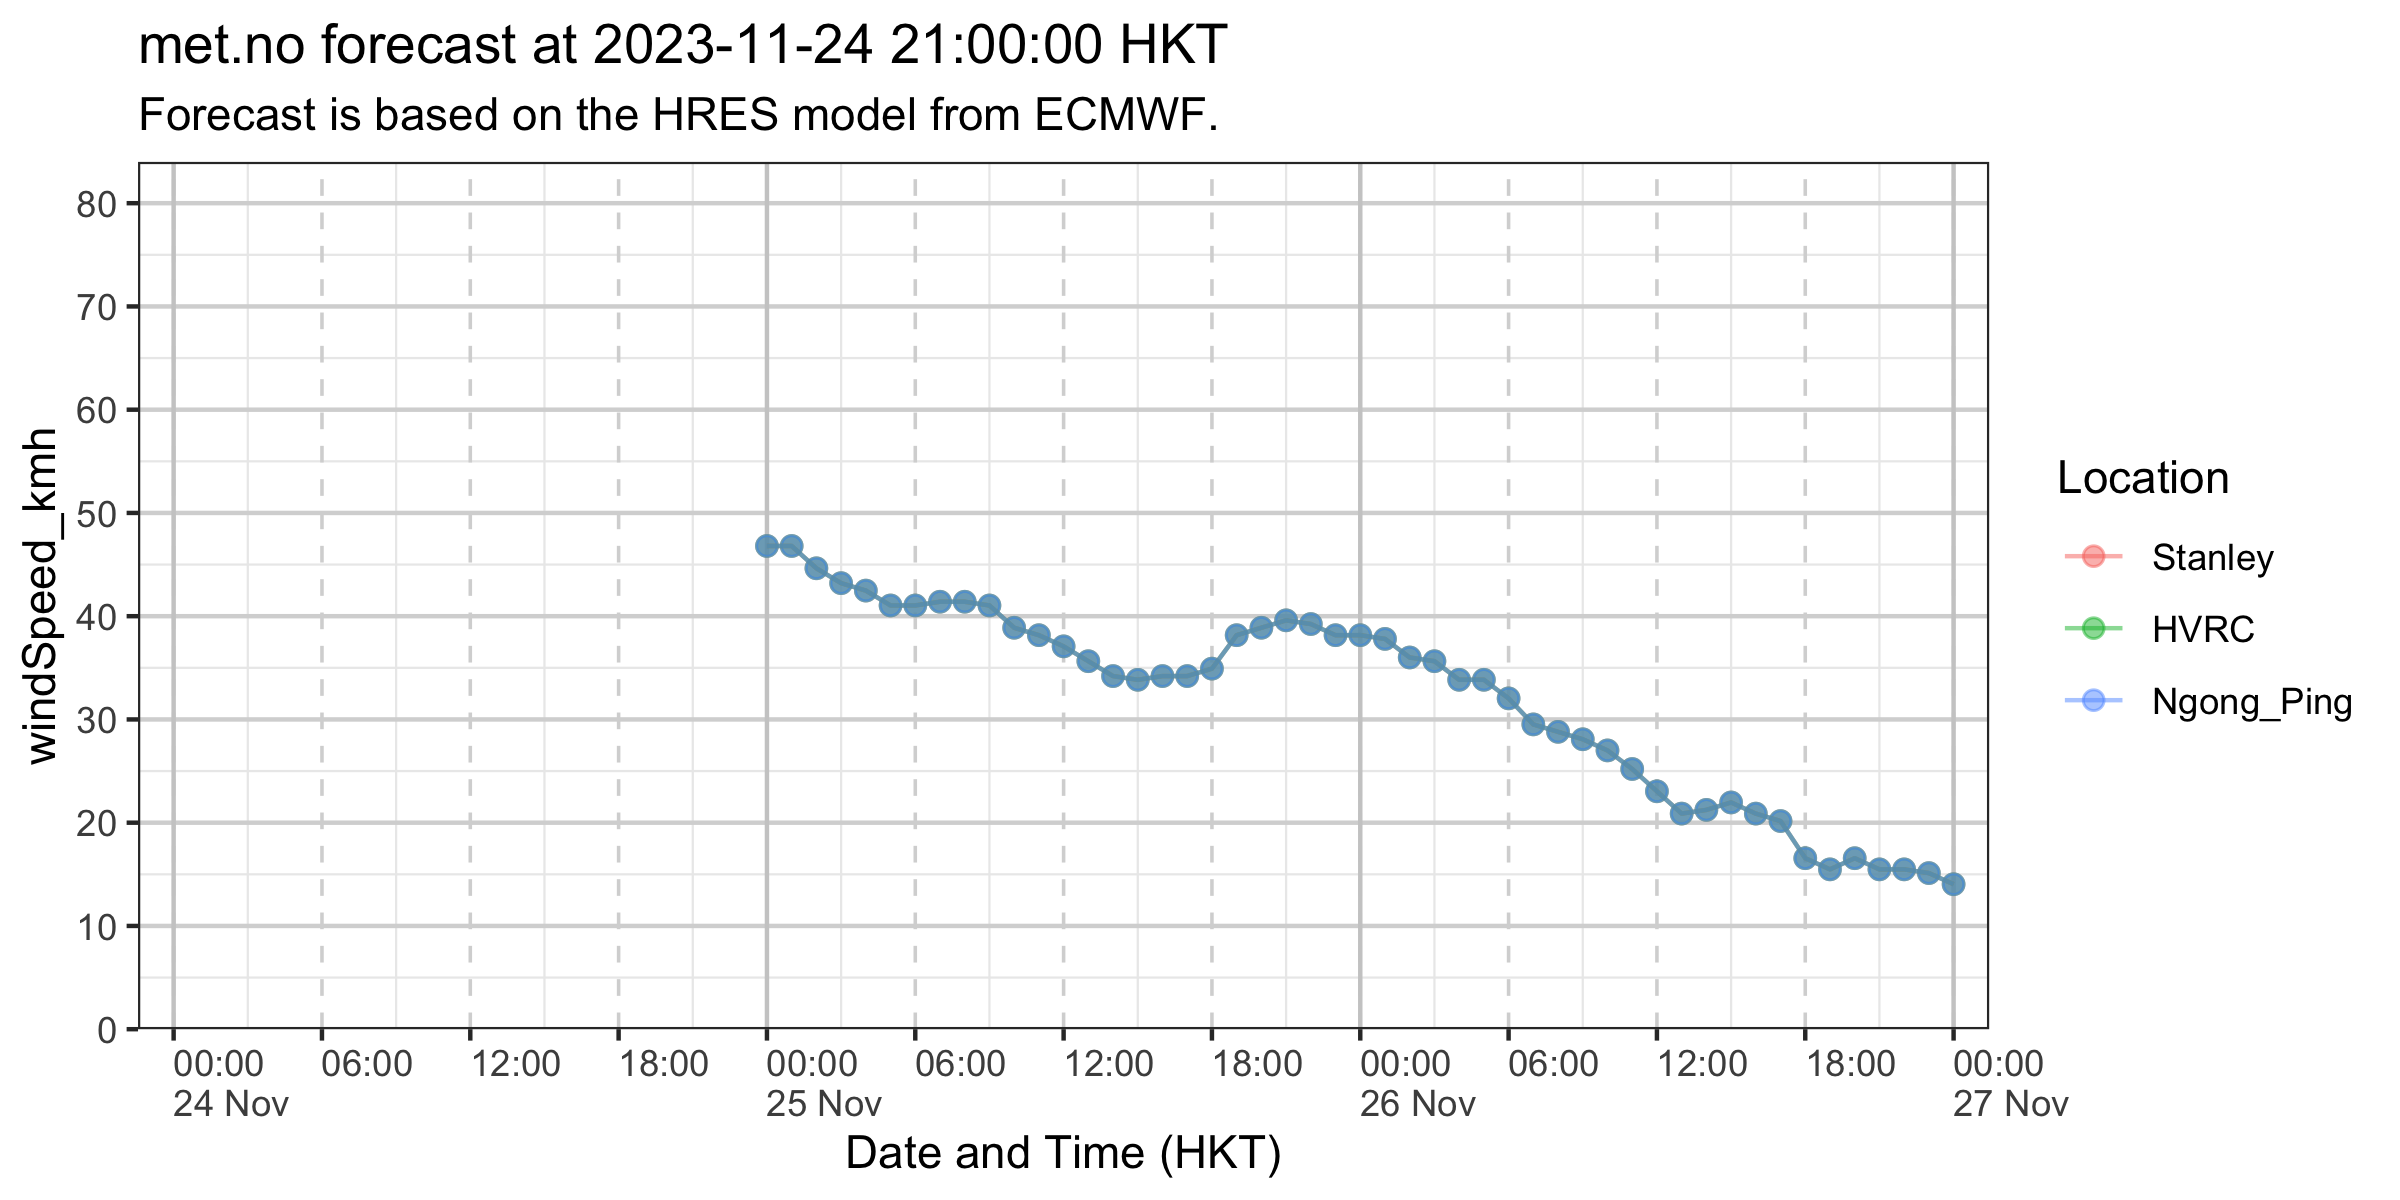 met.no forecast at 2023-11-24 21:00:00 HKT
Forecast is based on the HRES model from ECMWF.
windSpeed_kmh
80
70
60
50
40
30
20
10
0
00:00 06:00 12:00 18:00 00:00 06:00 12:00 18:00 00:00 06:00 12:00 18:00 00:00
24 Nov 25 Nov 26 Nov 27 Nov
Date and Time (HKT)
Location
Stanley
HVRC
Ngong_Ping